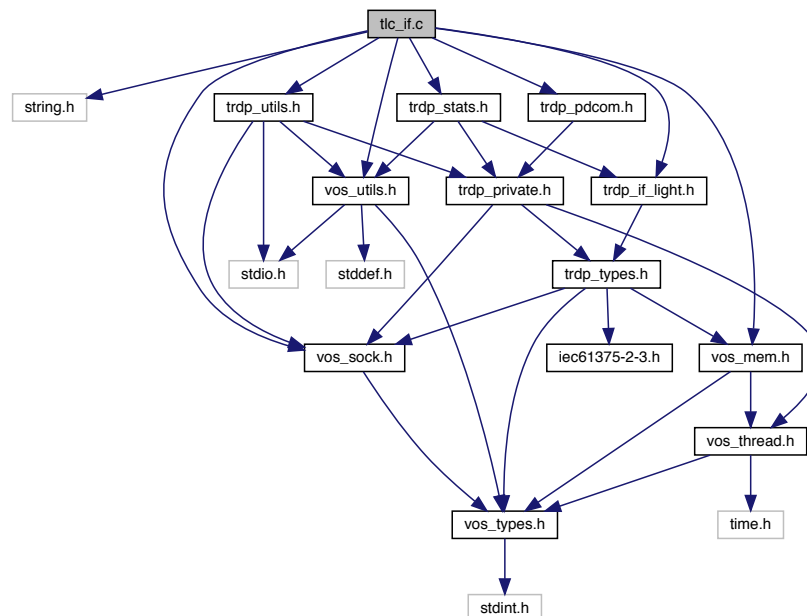 tlc_if.c
string.h
trdp_utils.h
trdp_stats.h
trdp_pdcom.h
vos_utils.h
trdp_private.h
trdp_if_light.h
stdio.h
stddef.h
trdp_types.h
vos_sock.h
iec61375-2-3.h
vos_mem.h
vos_thread.h
vos_types.h
time.h
stdint.h